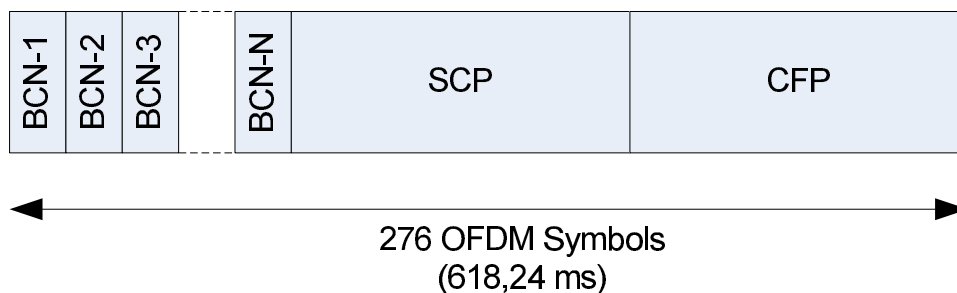 BCN-1
BCN-2
BCN-3
BCN-N
SCP
CFP
276 OFDM Symbols
(618,24 ms)